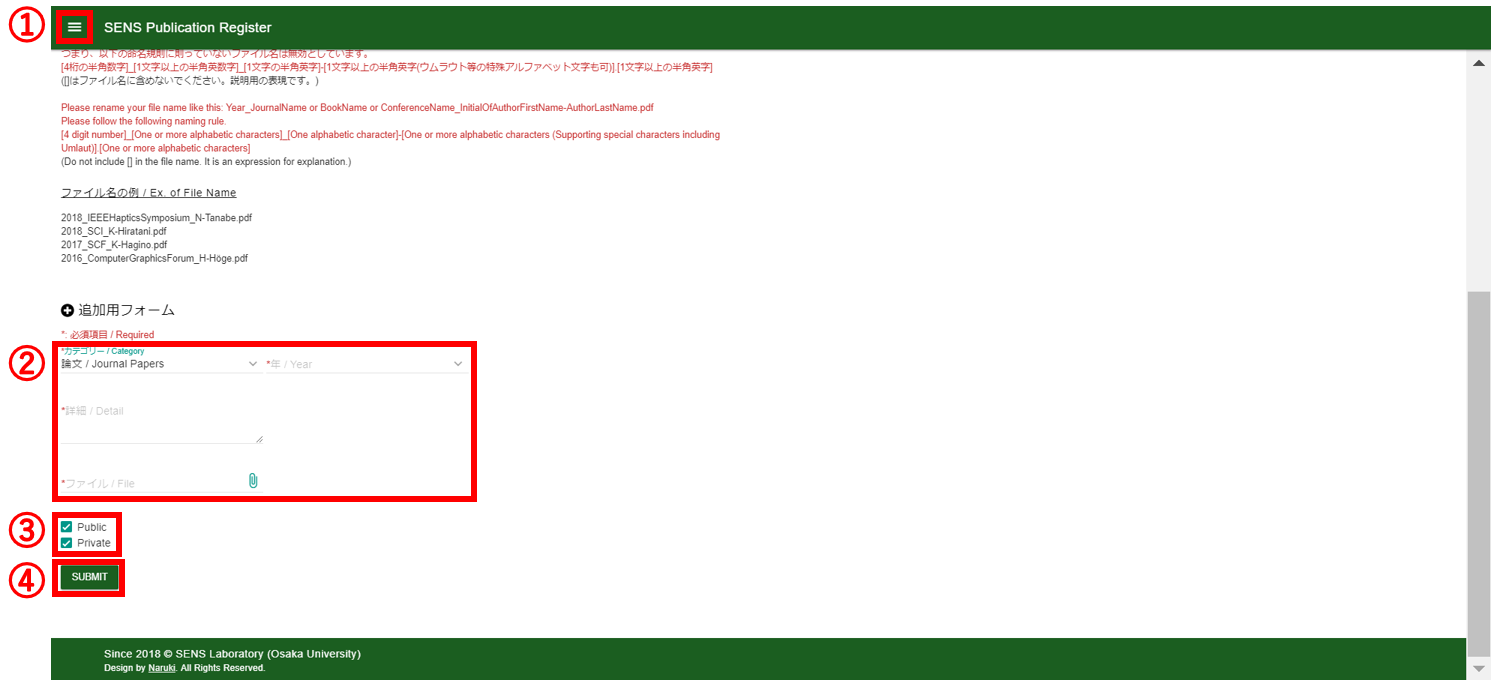 ① SENS Publication Register
つまり、以下の命名規則に則っていないファイル名は無効としています。
[4桁の半角数字]_[1文字以上の半角英数字]_[1文字の半角英字]-[1文字以上の半角英字(ウムラウト等の特殊アルファベット文字も可)].[1文字以上の半角英字]
([]はファイル名に含めないでください。説明用の表現です。)
Please rename your file name like this: Year_JournalName or BookName or ConferenceName_InitialOfAuthorFirstName-AuthorLastName.pdf
Please follow the following naming rule.
[4 digit number]_[One or more alphabetic characters]_[One alphabetic character]-[One or more alphabetic characters (Supporting special characters including
Umlaut)].[One or more alphabetic characters]
(Do not include [] in the file name. It is an expression for explanation.)
ファイル名の例 / Ex. of File Name
2018_IEEEHapticsSymposium_N-Tanabe.pdf
2018_SCI_K-Hiratani.pdf
2017_SCF_K-Hagino.pdf
2016_ComputerGraphicsForum_H-Höge.pdf
追加用フォーム
*: 必須項目 / Required
②
*カテゴリー / Category
論文 / Journal Papers *年 / Year
*詳細 / Detail
*ファイル / File
③ Public
Private
④ SUBMIT
Since 2018 © SENS Laboratory (Osaka University)
Design by Naruki. All Rights Reserved.